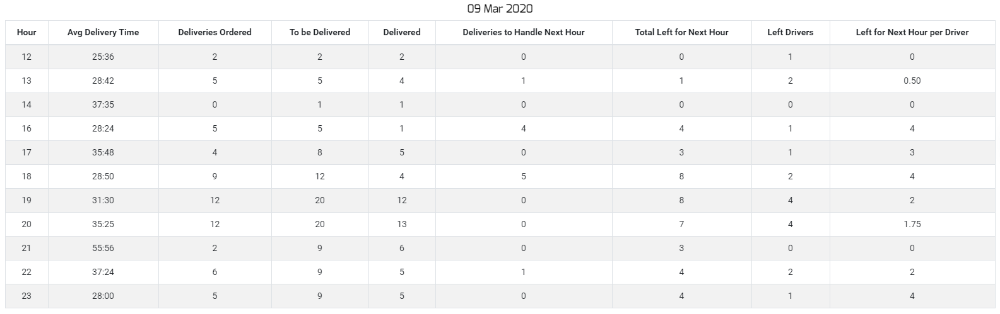 09 Mar 2020
Hour Avg Delivery Time Deliveries Ordered To be Delivered Delivered Deliveries to Handle Next Hour Total Left for Next Hour Left Drivers Left for Next Hour per Driver
12 25:36 2 2 2 0 0 1 0
13 28:42 5 5 4 1 1 2 0.50
14 37:35 0 1 1 0 0 0 0
16 28:24 5 5 1 4 4 1 4
17 35:48 4 8 5 0 3 1 3
18 28:50 9 12 4 5 8 2 4
19 31:30 12 20 12 0 8 4 2
20 35:25 12 20 13 0 7 4 1.75
21 55:56 2 9 6 0 3 0 0
22 37:24 6 9 5 1 4 2 2
23 28:00 5 9 5 0 4 1 4